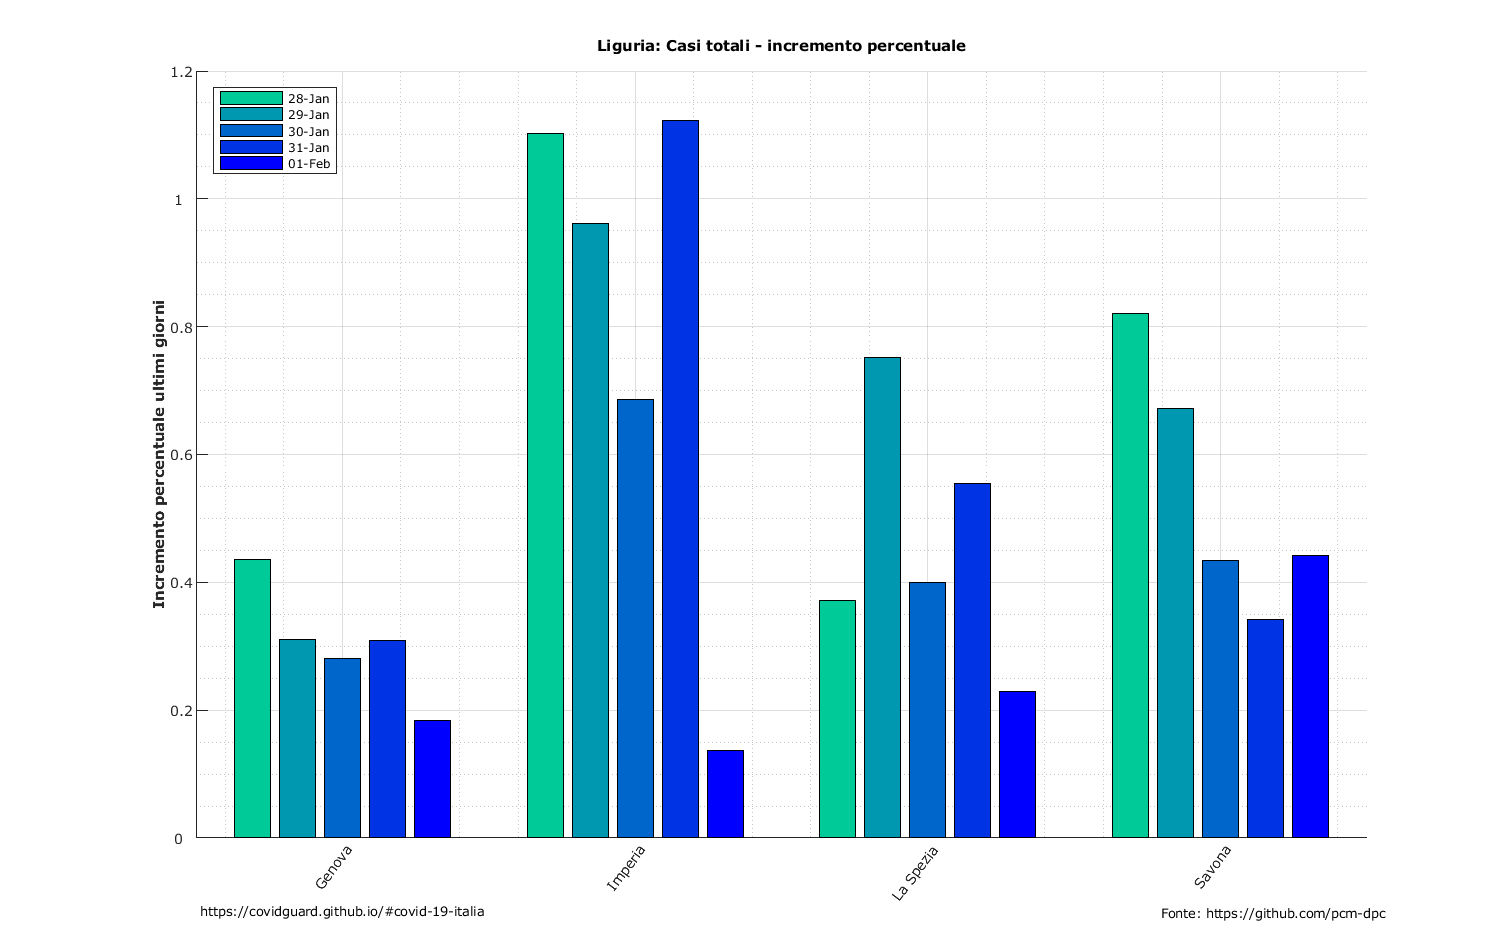 Liguria: Casi totali - incremento percentuale
1.2
1
0.8
0.6
0.4
0.2
0
Incremento percentuale ultimi giorni
28-Jan
29-Jan
30-Jan
31-Jan
01-Feb
Genova
Imperia
La Spezia
Savona
https://covidguard.github.io/#covid-19-italia
Fonte: https://github.com/pcm-dpc